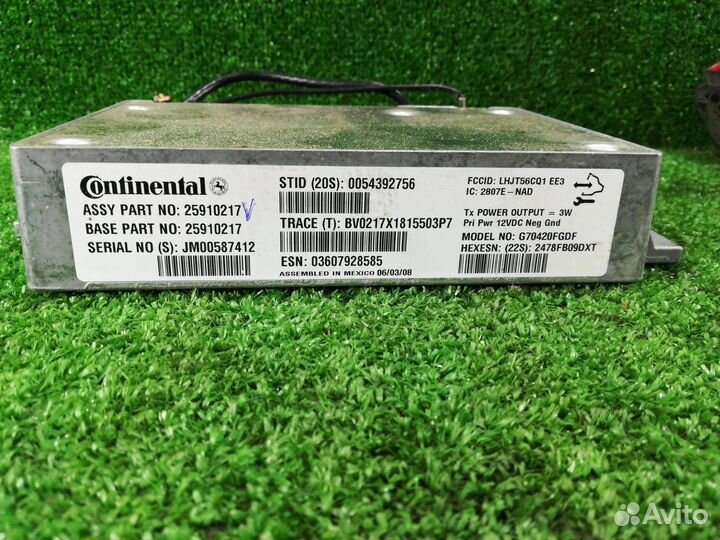 Continental
ASSY PART NO: 25910217
BASE PART NO: 25910217
SERIAL NO (S): JM00587412
STID (20S): 0054392756
TRACE (T): BV0217X1815503P7
ESN: 03607928585
ASSEMBLED IN MEXICO 06/03/08
FCCID: LHJT56CQ1 EE3
IC: 2807E-NAD
Tx POWER OUTPUT = 3W
Pri Pwr 12VDC Neg Gnd
MODEL NO: G70420FGDF
HEXESN: (22S): 2478FB09DXT
Avito